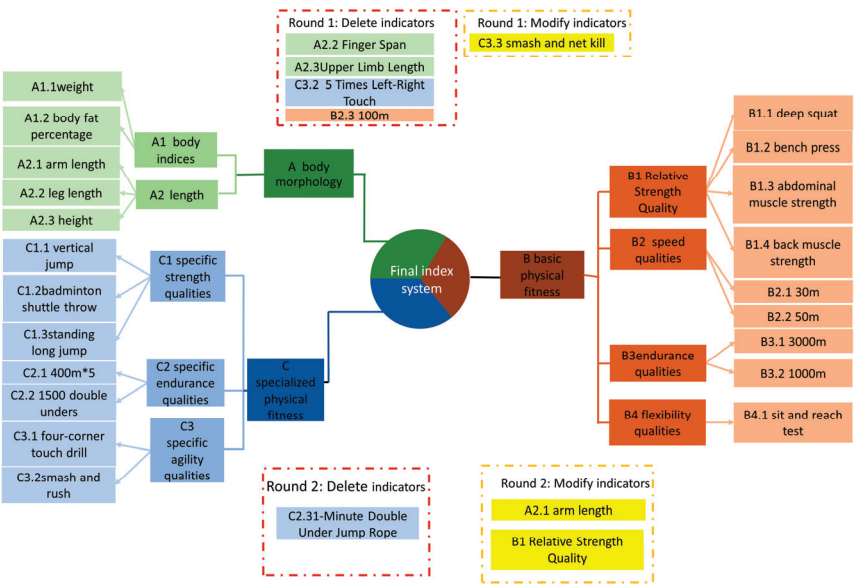 Round 1: Delete indicators
A2.2 Finger Span
A2.3Upper Limb Length
C3.2 5 Times Left-Right
Touch
B2.3 100m
Round 1: Modify indicators
C3.3 smash and net kill
A1.1weight
A1.2 body fat
percentage
A2.1 arm length
A2.2 leg length
A2.3 height
A1 body
indices
A2 length
A body
morphology
C1.1 vertical
jump
C1.2badminton
shuttle throw
C1.3standing
long jump
C2.1 400m*5
C2.2 1500 double
unders
C3.1 four-corner
touch drill
C3.2smash and
rush
C1 specific
strength
qualities
C2 specific
endurance
qualities
C3
specific
agility
qualities
C
specialized
physical
fitness
Final index
system
B basic
physical
fitness
B1 Relative
Strength
Quality
B2 speed
qualities
B3endurance
qualities
B4 flexibility
qualities
B1.1 deep squat
B1.2 bench press
B1.3 abdominal
muscle strength
B1.4 back muscle
strength
B2.1 30m
B2.2 50m
B3.1 3000m
B3.2 1000m
B4.1 sit and reach
test
Round 2: Delete indicators
C2.31-Minute Double
Under Jump Rope
Round 2: Modify indicators
A2.1 arm length
B1 Relative Strength
Quality